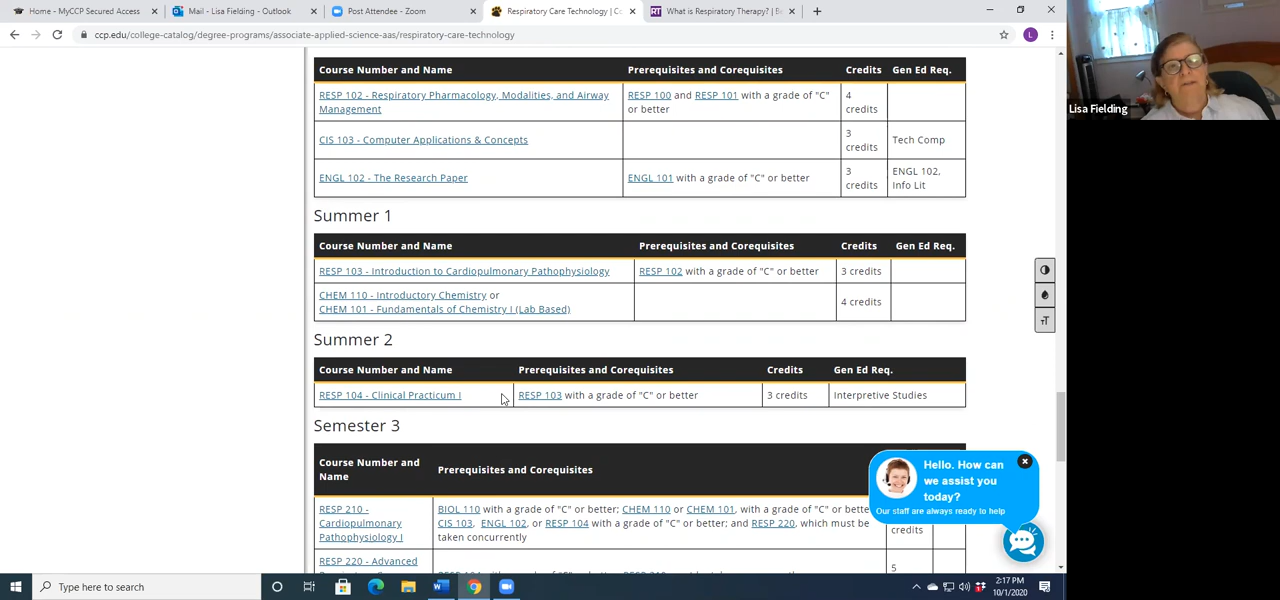 Home - MyCCP Secured Access
Mail - Lisa Fielding - Outlook
Post Attendee - Zoom
Respiratory Care Technology | Co
RT
What is Respiratory Therapy? | Be
ccp.edu/college-catalog/degree-programs/associate-applied-science-aas/respiratory-care-technology
L
Lisa Fielding
Course Number and Name Prerequisites and Corequisites Credits Gen Ed Req.
RESP 102 - Respiratory Pharmacology, Modalities, and Airway
Management
RESP 100 and RESP 101 with a grade of "C"
or better
4
credits
CIS 103 - Computer Applications & Concepts
3
credits
Tech Comp
ENGL 102 - The Research Paper
ENGL 101 with a grade of "C" or better
3
credits
ENGL 102,
Info Lit
Summer 1
Course Number and Name Prerequisites and Corequisites Credits Gen Ed Req.
RESP 103 - Introduction to Cardiopulmonary Pathophysiology RESP 102 with a grade of "C" or better 3 credits
CHEM 110 - Introductory Chemistry or
CHEM 101 - Fundamentals of Chemistry I (Lab Based)
4 credits
Summer 2
Course Number and Name Prerequisites and Corequisites Credits Gen Ed Req.
RESP 104 - Clinical Practicum I RESP 103 with a grade of "C" or better 3 credits Interpretive Studies
Semester 3
Course Number and
Name
Prerequisites and Corequisites
RESP 210 -
Cardiopulmonary
Pathophysiology I
BIOL 110 with a grade of "C" or better; CHEM 110 or CHEM 101, with a grade of "C" or bette
CIS 103, ENGL 102, or RESP 104 with a grade of "C" or better; and RESP 220, which must be
taken concurrently
credits
RESP 220 - Advanced
5
Hello. How can
we assist you
today?
Our staff are always ready to help
TT
Type here to search
2:17 PM
10/1/2020